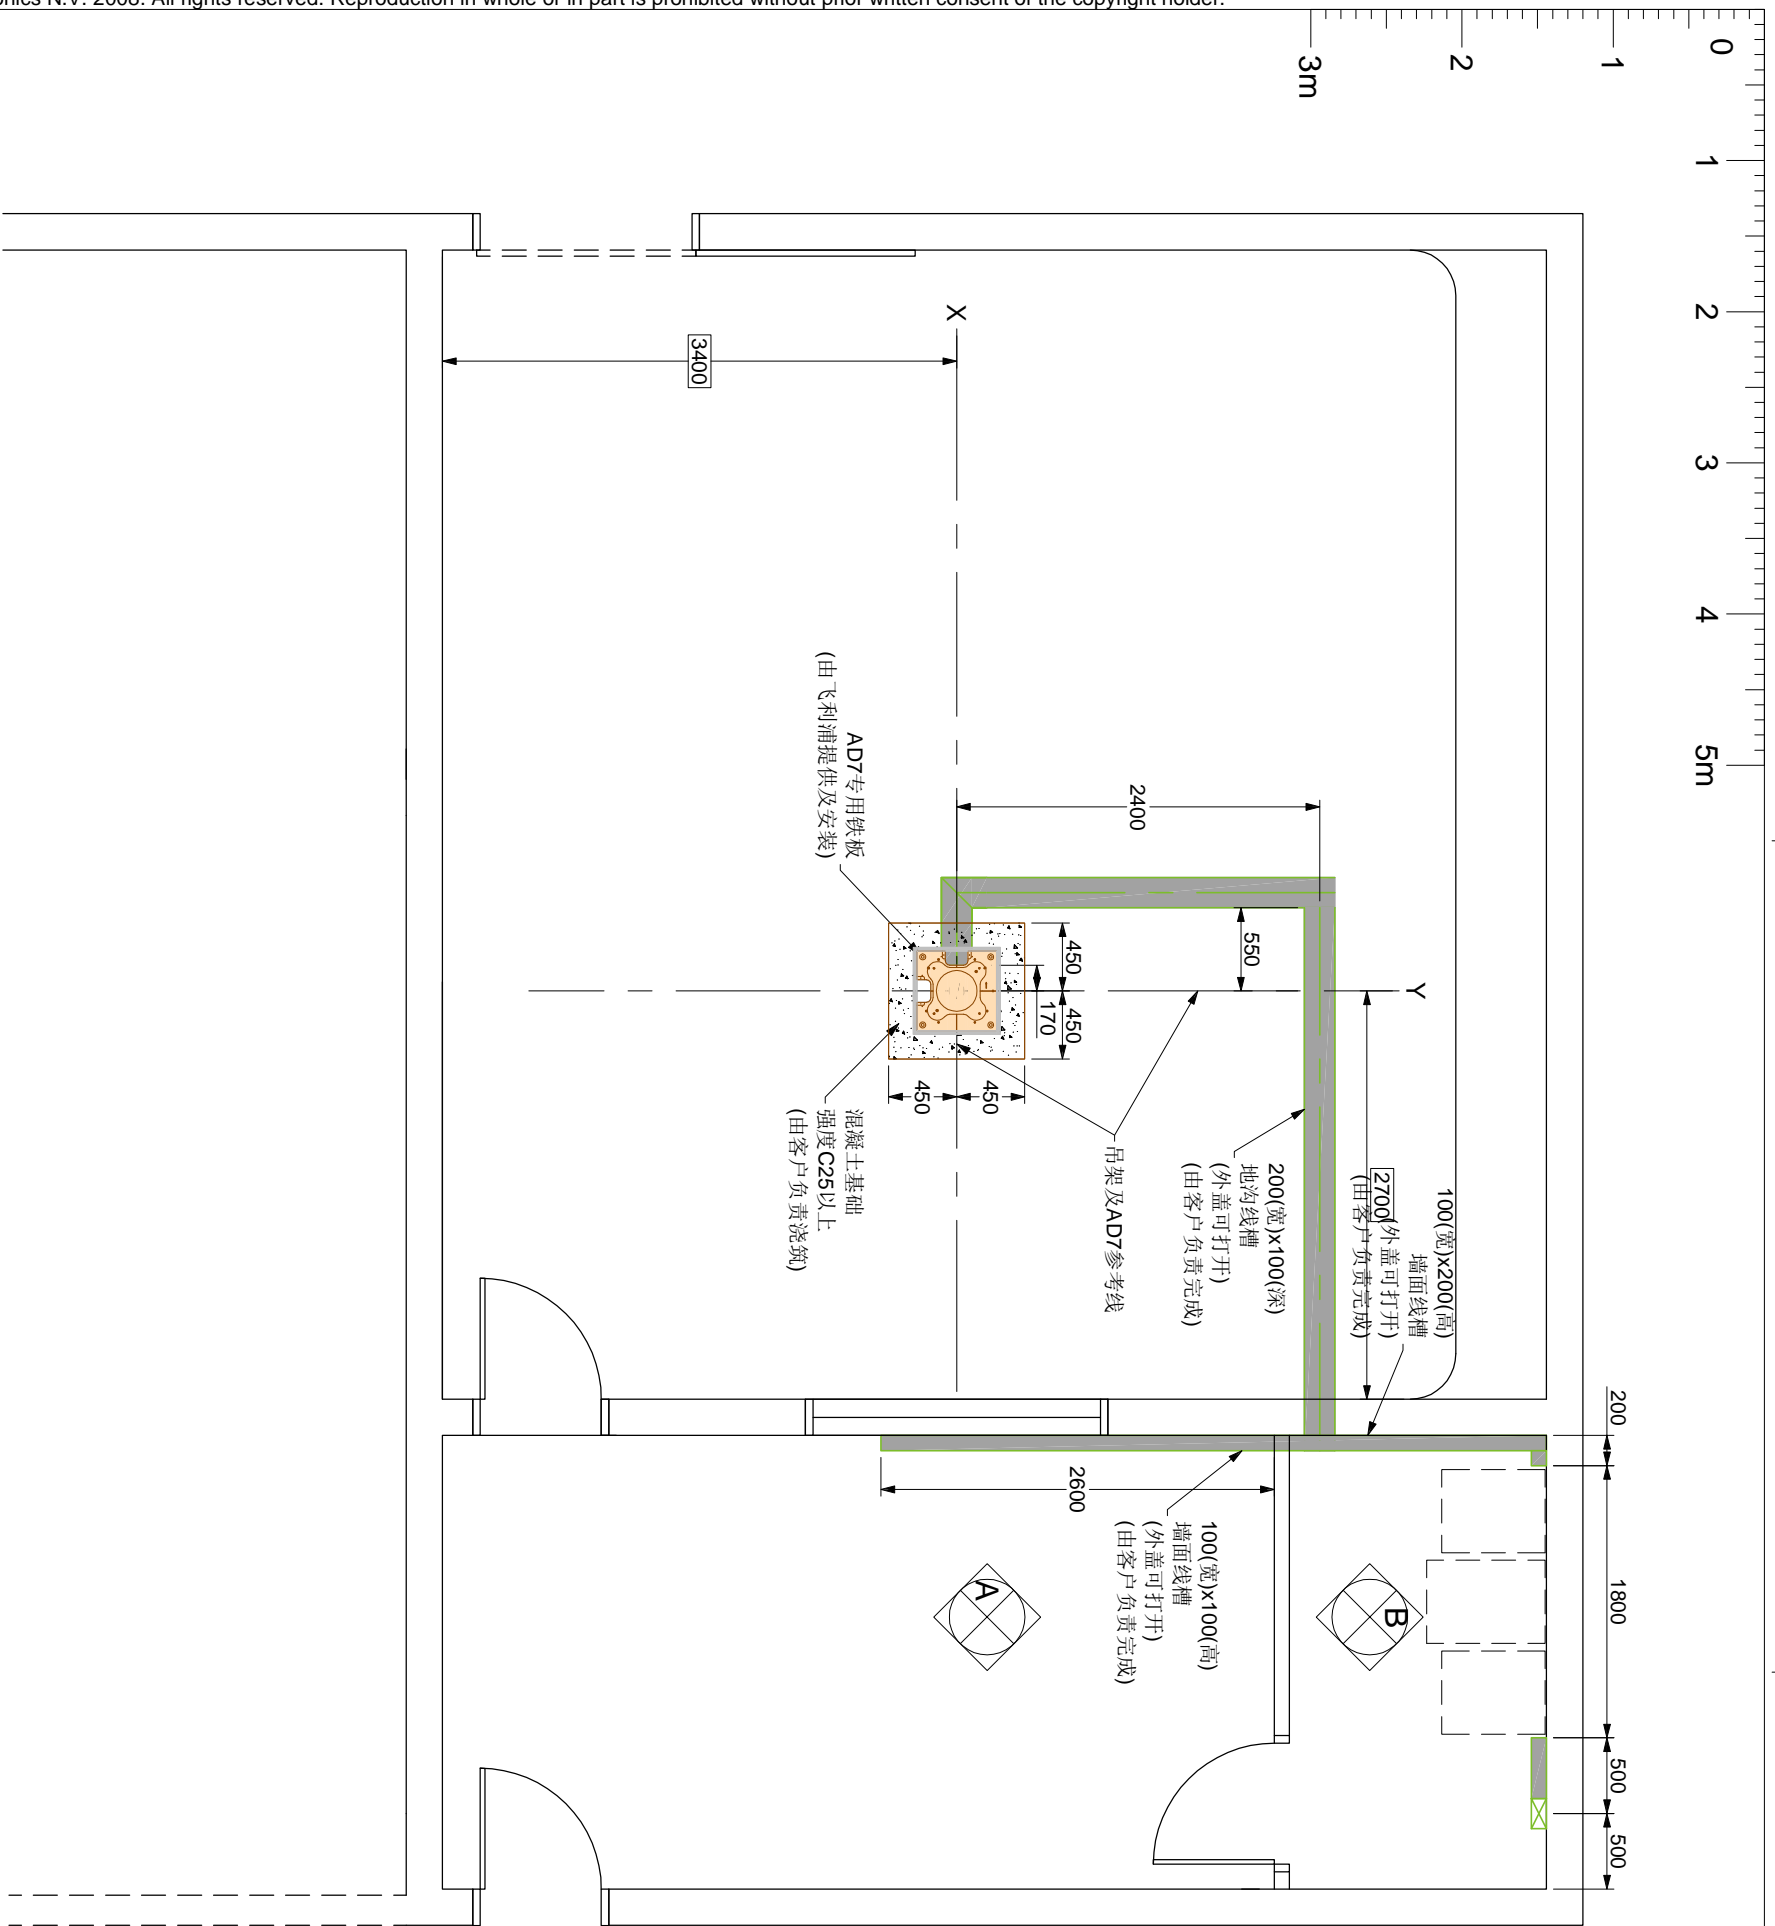 onics N.V. 2008. All rights reserved. Reproduction in whole or in part is prohibited without prior written consent of the copyright holder.
0
1
2
3m
1
2
3
4
5m
X
3400
Y
2400
550
450
450
170
450
450
2700
AD7专用铁板
(由飞利浦提供及安装)
混凝土基础
强度C25以上
(由客户负责浇筑)
吊架及AD7参考线
200(宽)x100(深)
地沟线槽
(外盖可打开)
(由客户负责完成)
100(宽)x200(高)
墙面线槽
(外盖可打开)
(由客户负责完成)
200
1800
500
500
2600
100(宽)x100(高)
墙面线槽
(外盖可打开)
(由客户负责完成)
A
B